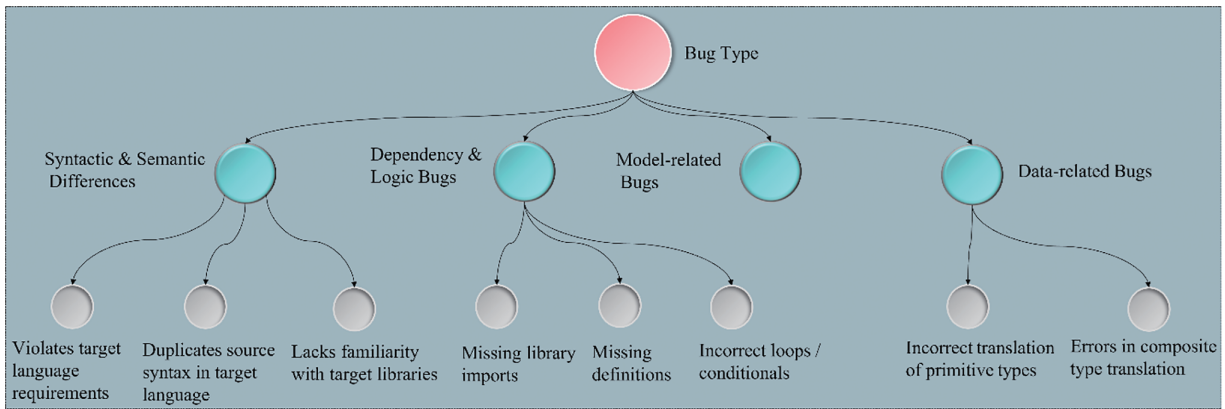 Bug Type
Syntactic & Semantic
Differences
Dependency &
Logic Bugs
Model-related
Bugs
Data-related Bugs
Violates target
language
requirements
Duplicates source
syntax in target
language
Lacks familiarity
with target libraries
Missing library
imports
Missing
definitions
Incorrect loops /
conditionals
Incorrect translation
of primitive types
Errors in composite
type translation